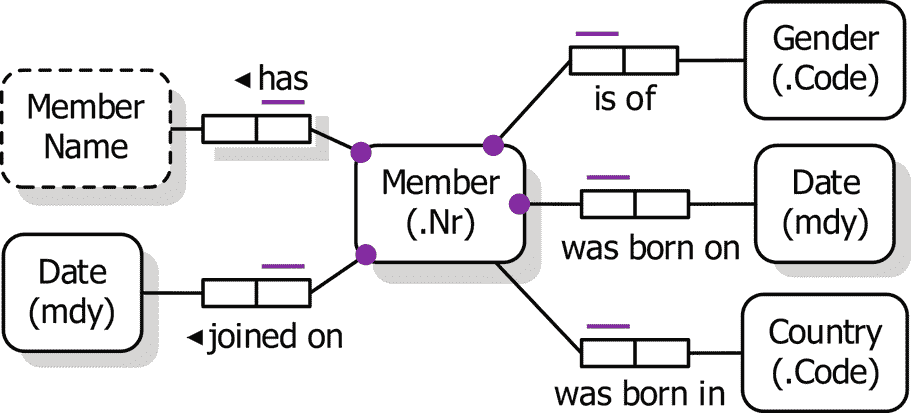 Gender
(.Code)
◄has
is of
Member
Name
Member
(.Nr)
Date
(mdy)
was born on
Date
(mdy)
◄joined on
Country
(.Code)
was born in